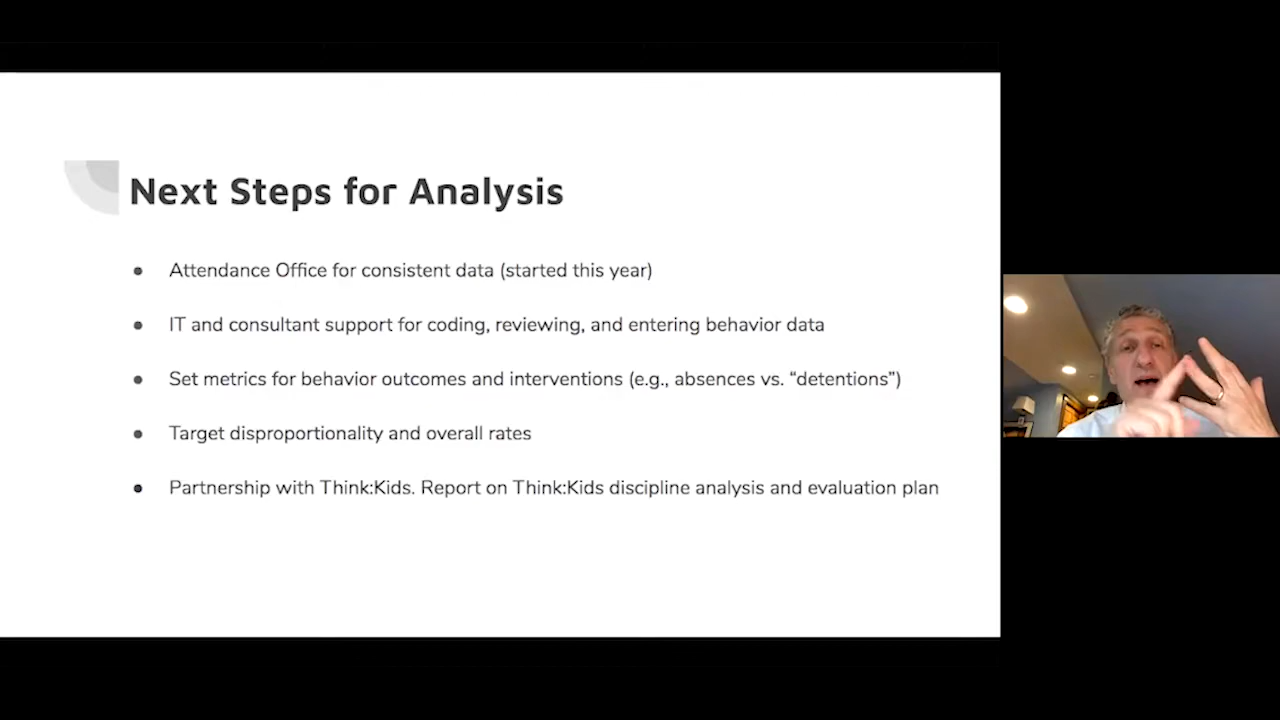 Next Steps for Analysis
● Attendance Office for consistent data (started this year)
● IT and consultant support for coding, reviewing, and entering behavior data
● Set metrics for behavior outcomes and interventions (e.g., absences vs. “detentions”)
● Target disproportionality and overall rates
● Partnership with Think:Kids. Report on Think:Kids discipline analysis and evaluation plan